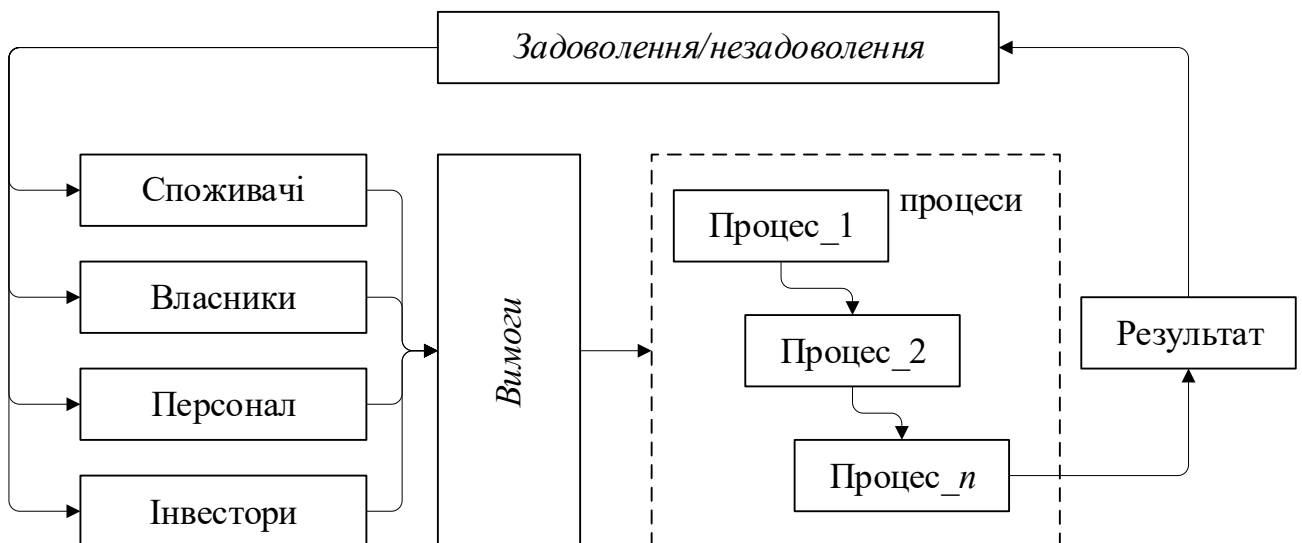 Задоволення/незадоволення
Споживачі
Власники
Персонал
Інвестори
Вимоги
процеси
Процес_1
Процес_2
Процес_n
Результат